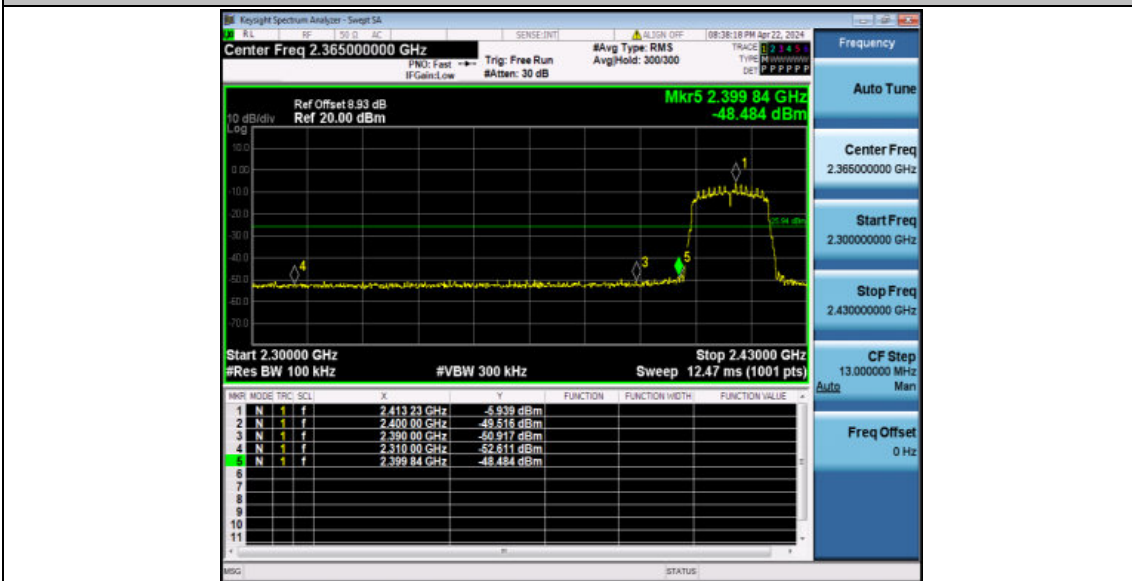 Keysight Spectrum Analyzer - Swept SA
RL RF 50 Ω AC SENSE:INT ALIGN OFF 08:38:18 PM Apr 22, 2024
Center Freq 2.365000000 GHz
PNO: Fast
IFGain:Low
Trig: Free Run
#Atten: 30 dB
#Avg Type: RMS
Avg|Hold: 300/300
TRACE 1 2 3 4 5 6
TYPE M WWWWW
DET P P P P P P
Mkr5 2.399 84 GHz
-48.484 dBm
Ref Offset 8.93 dB
10 dB/div Ref 20.00 dBm
Log
10.0
0.00
-10.0
-20.0
-30.0
-40.0
-50.0
-60.0
-70.0
1
3
4
5
Start 2.30000 GHz Stop 2.43000 GHz
#Res BW 100 kHz #VBW 300 kHz Sweep 12.47 ms (1001 pts)
MKR MODE TRC SCL X Y FUNCTION FUNCTION WIDTH FUNCTION VALUE
1 N 1 f 2.413 23 GHz -5.939 dBm
2 N 1 f 2.400 00 GHz -49.516 dBm
3 N 1 f 2.390 00 GHz -50.917 dBm
4 N 1 f 2.310 00 GHz -52.611 dBm
5 N 1 f 2.399 84 GHz -48.484 dBm
6
7
8
9
10
11
MSG STATUS
Frequency
Auto Tune
Center Freq
2.365000000 GHz
Start Freq
2.300000000 GHz
Stop Freq
2.430000000 GHz
CF Step
13.000000 MHz
Auto Man
Freq Offset
0 Hz